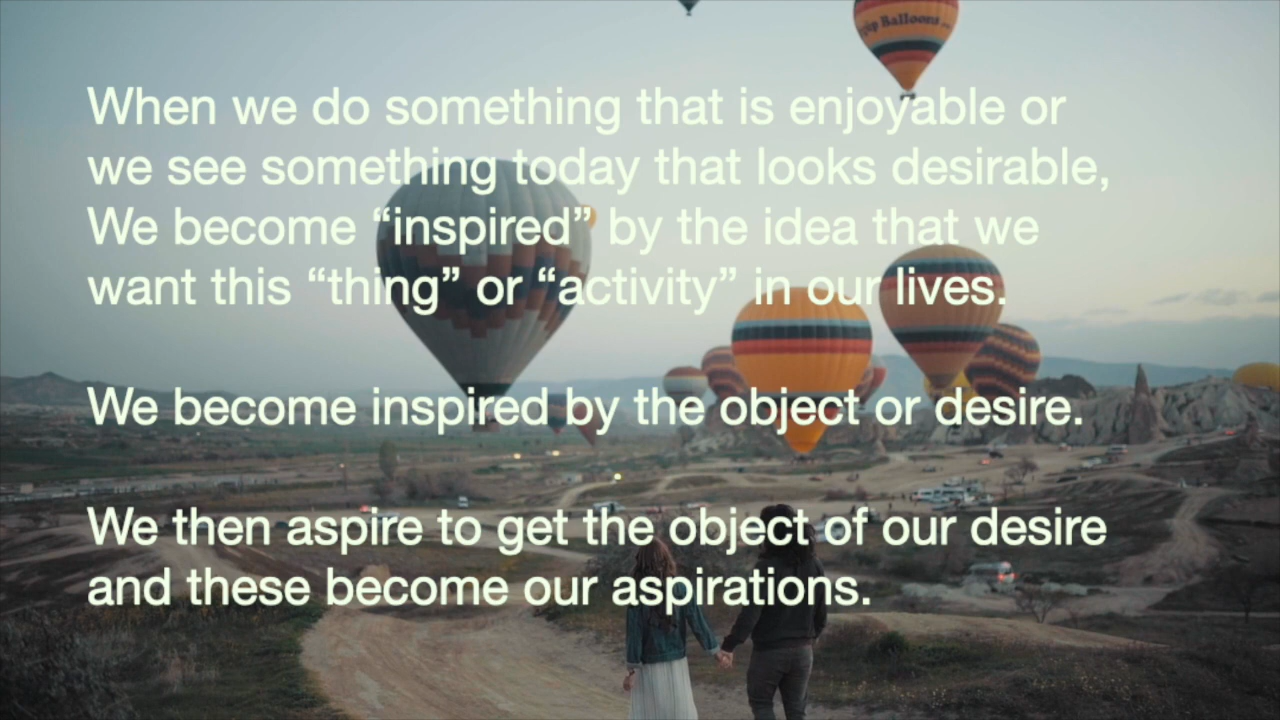 When we do something that is enjoyable or
we see something today that looks desirable,
We become “inspired” by the idea that we
want this “thing” or “activity” in our lives.
We become inspired by the object or desire.
We then aspire to get the object of our desire
and these become our aspirations.
Balloons